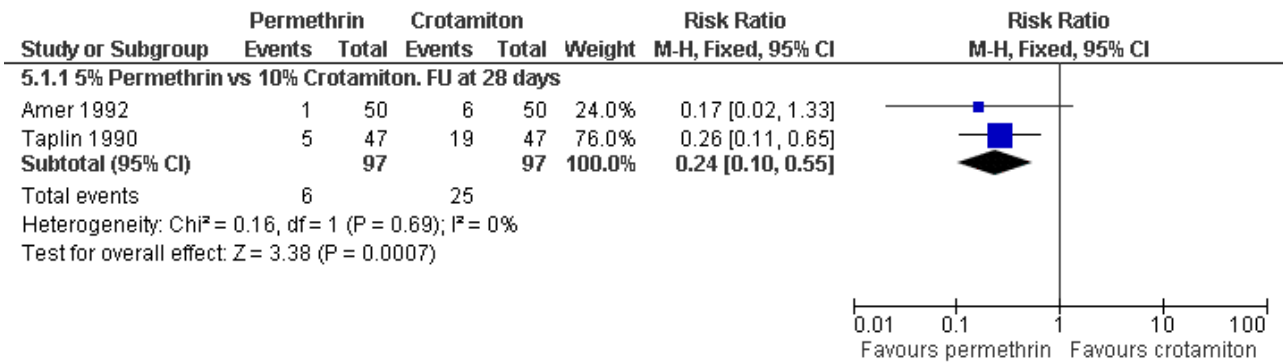 Permethrin Crotamiton Risk Ratio Risk Ratio
Study or Subgroup Events Total Events Total Weight M-H, Fixed, 95% CI M-H, Fixed, 95% CI
5.1.1 5% Permethrin vs 10% Crotamiton. FU at 28 days
Amer 1992 1 50 6 50 24.0% 0.17 [0.02, 1.33]
Taplin 1990 5 47 19 47 76.0% 0.26 [0.11, 0.65]
Subtotal (95% CI) 97 97 100.0% 0.24 [0.10, 0.55]
Total events 6 25
Heterogeneity: Chi² = 0.16, df = 1 (P = 0.69); I² = 0%
Test for overall effect: Z = 3.38 (P = 0.0007)
0.01 0.1 1 10 100
Favours permethrin Favours crotamiton